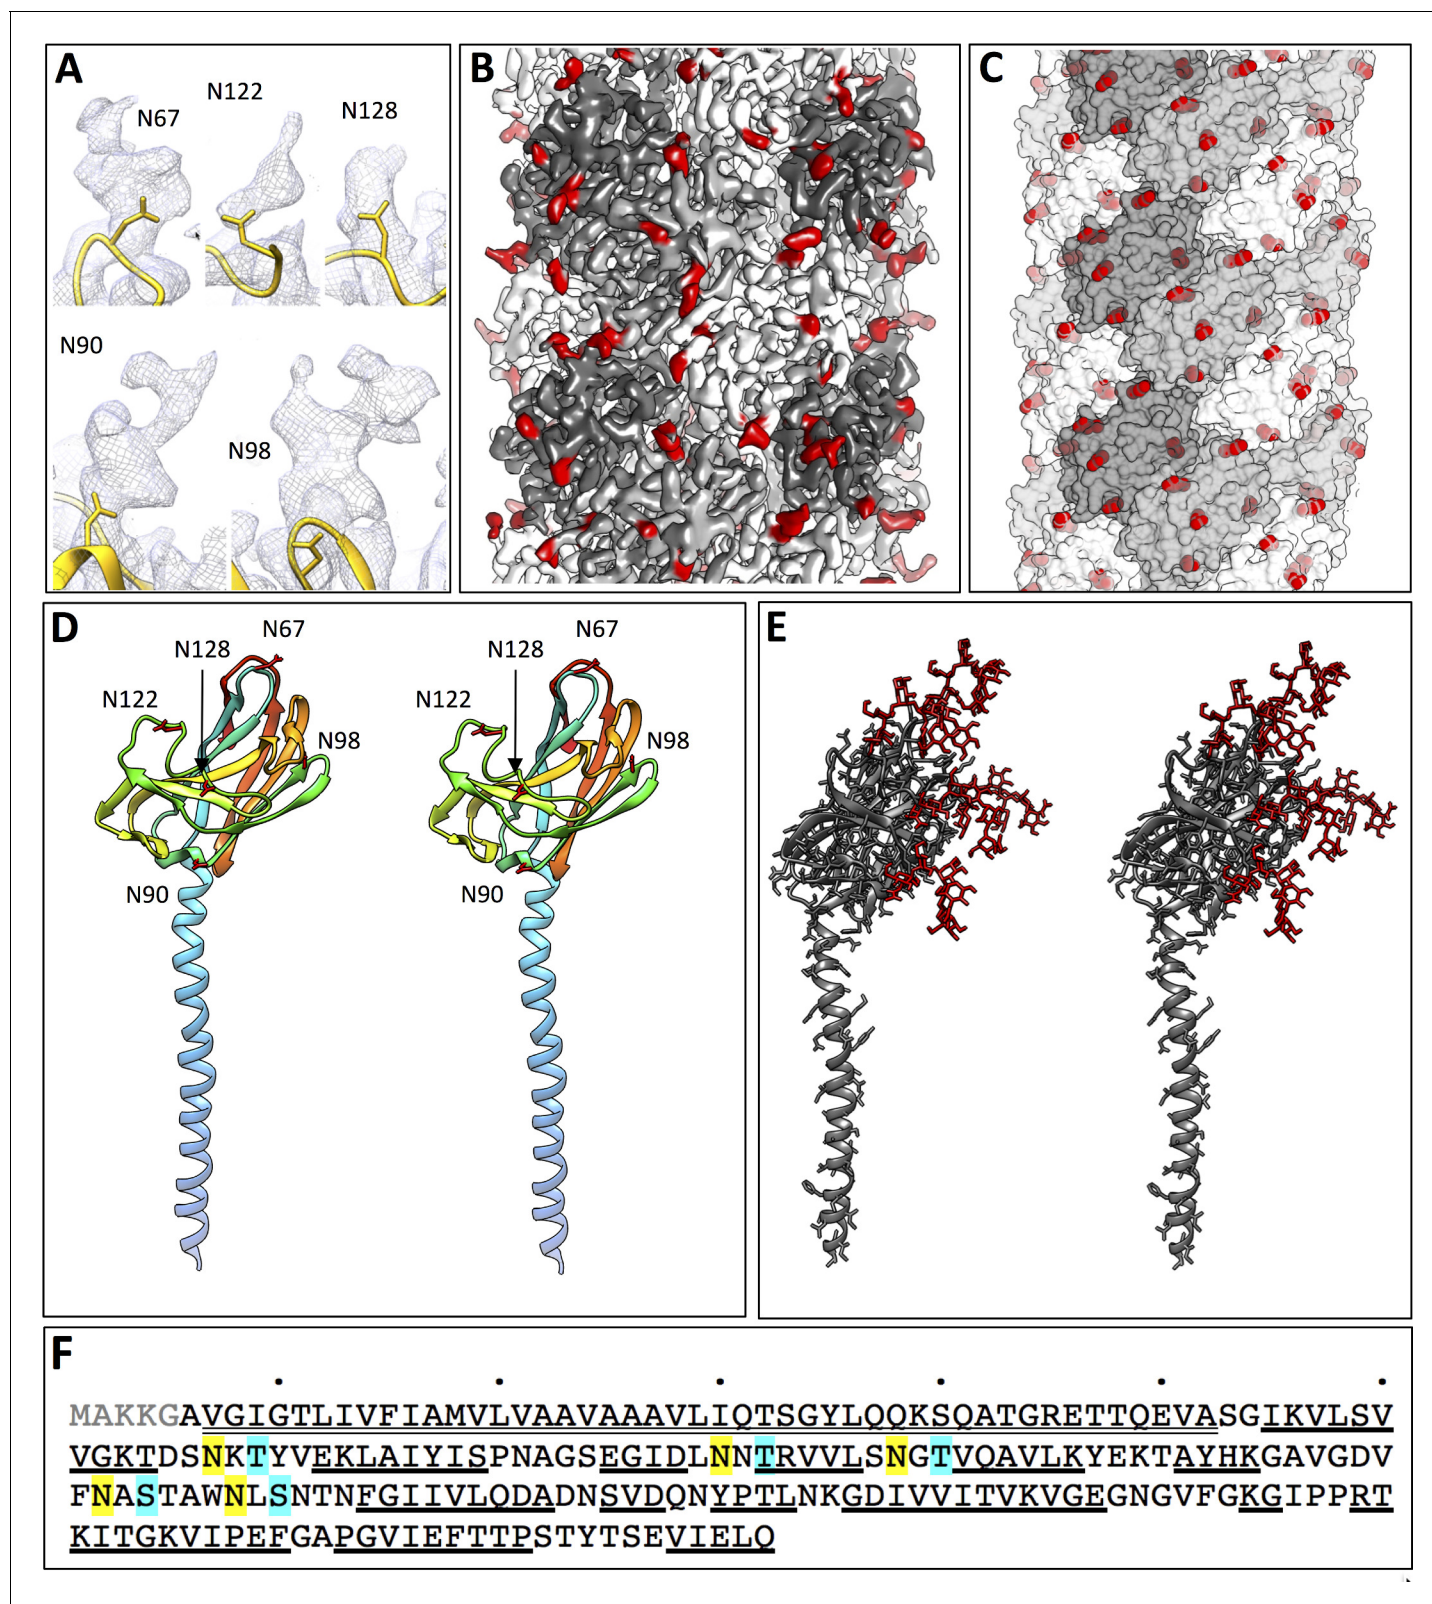 A
N67
N122
N128
N90
N98
B
C
D
N67
N128
N122
N98
N90
N67
N128
N122
N98
N90
E
F
MAKKGAVGIGTLIVFIAMVLVAAVAAAVLIQTSGYLQQKSQATGRETTQEVASGIKVLSV
VGKTDSNKTYVEKLAIYISPNAGSEGIDLNNTRVVLSNGTVQAVLKYEKTAYHKGAVGDV
FNASTAWNLSNTNFGIIVLQDADNSVDQNYPTLNKGDIVVITVKVGEGNGVFGKGIPPRT
KITGKVIPEFGAPGVIEFTTPSTYTSEVIELQ